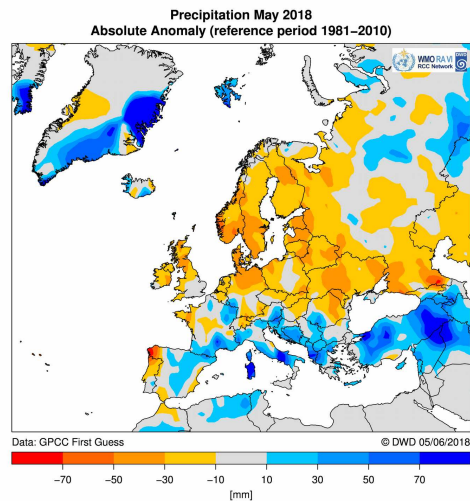 Precipitation May 2018
Absolute Anomaly (reference period 1981−2010)
WMO RA VI
RCC Network
Data: GPCC First Guess
© DWD 05/06/2018
−70 −50 −30 −10 10 30 50 70
[mm]